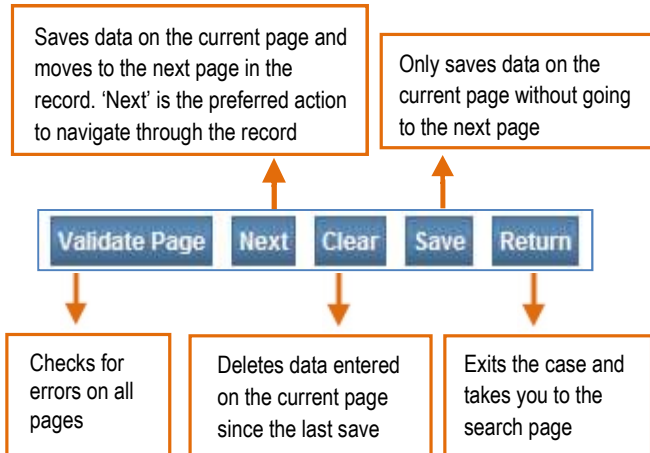 Saves data on the current page and
moves to the next page in the
record. ‘Next’ is the preferred action
to navigate through the record
Only saves data on the
current page without going
to the next page
Validate Page Next Clear Save Return
Checks for
errors on all
pages
Deletes data entered
on the current page
since the last save
Exits the case and
takes you to the
search page